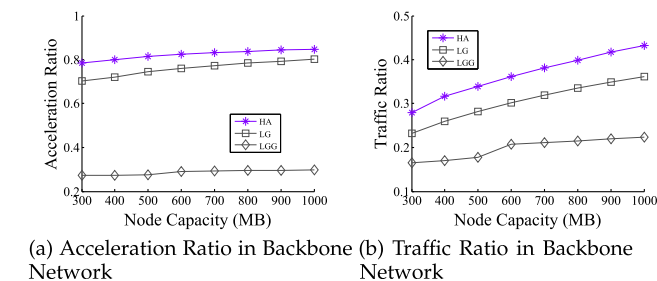 1
0.8
0.6
0.4
0.2
Acceleration Ratio
HA
LG
LGG
300 400 500 600 700 800 900 1000
Node Capacity (MB)
(a) Acceleration Ratio in Backbone
Network
0.5
0.4
0.3
0.2
0.1
Traffic Ratio
HA
LG
LGG
300 400 500 600 700 800 900 1000
Node Capacity (MB)
(b) Traffic Ratio in Backbone
Network